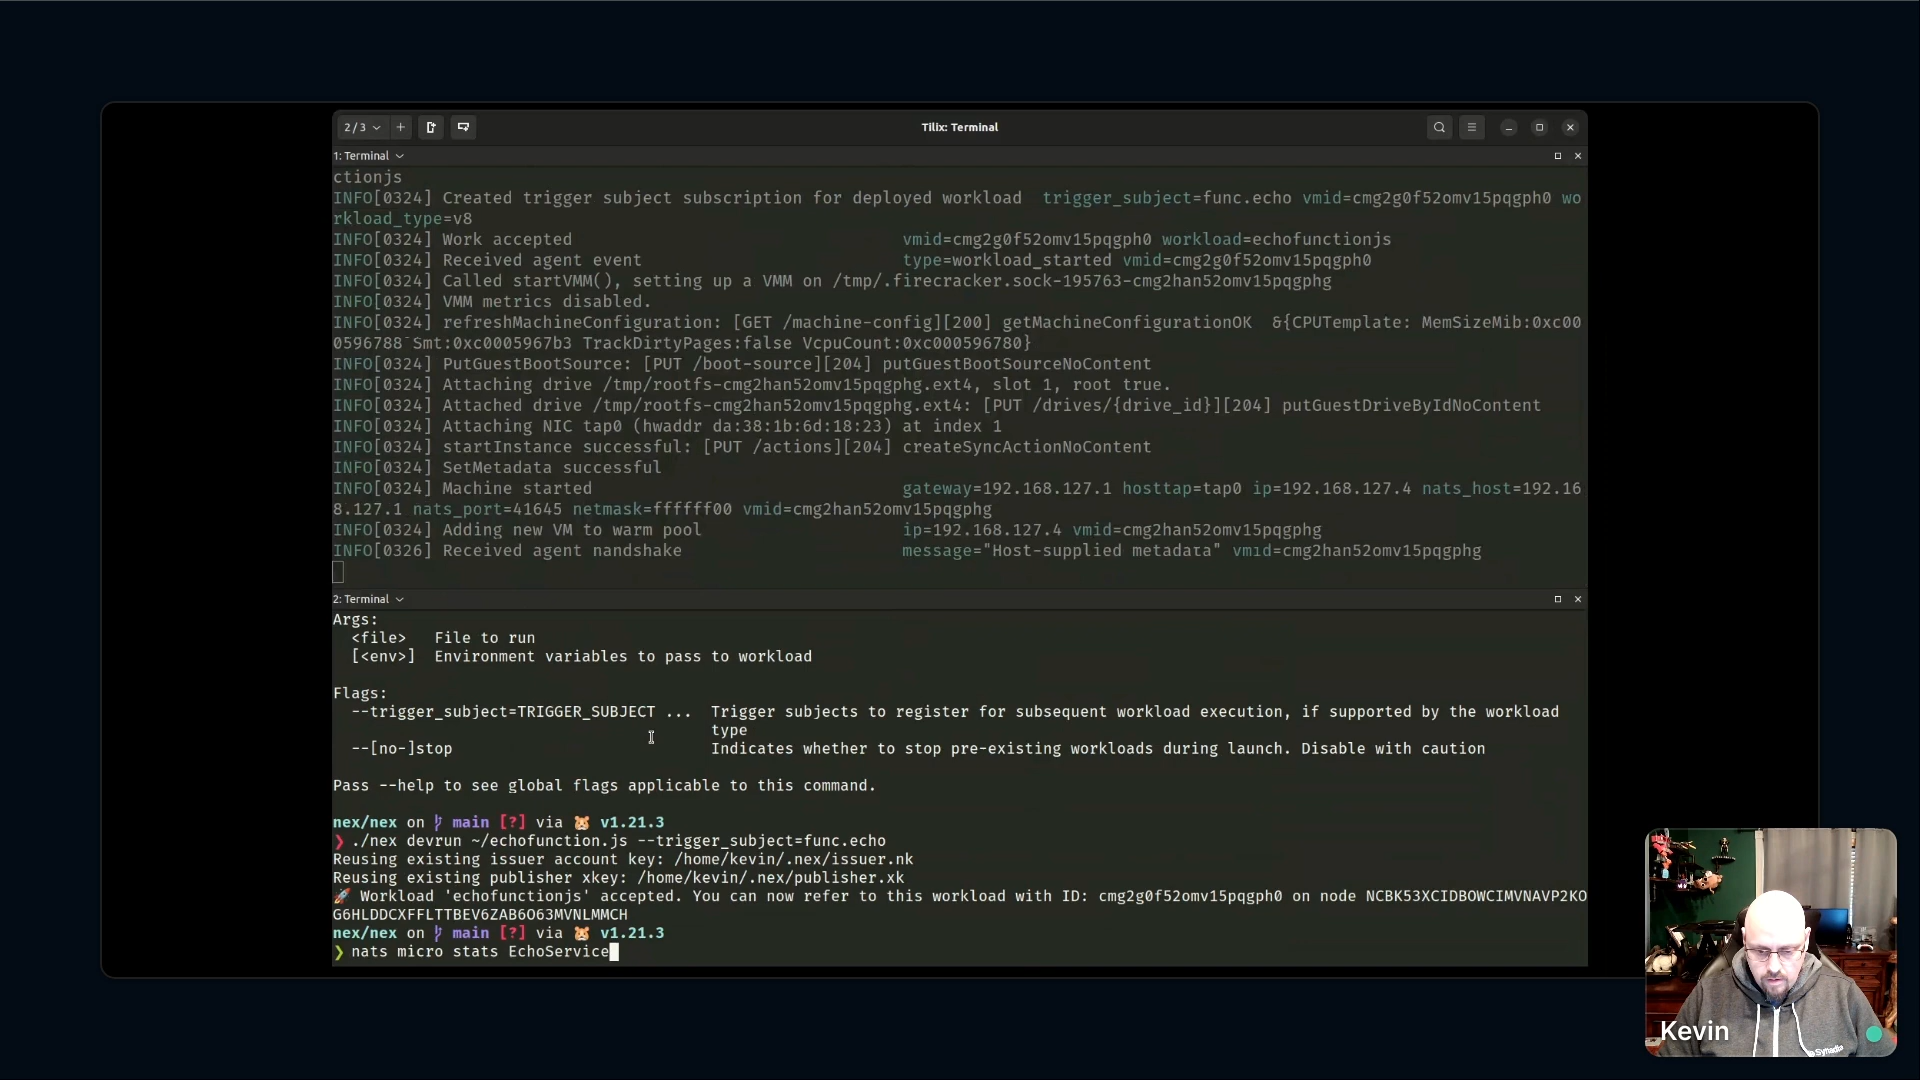 2/3
Tilix: Terminal
1: Terminal
ctionjs
INFO[0324] Created trigger subject subscription for deployed workload trigger_subject=func.echo vmid=cmg2g0f52omv15pqgph0 wo
rkload_type=v8
INFO[0324] Work accepted vmid=cmg2g0f52omv15pqgph0 workload=echofunctionjs
INFO[0324] Received agent event type=workload_started vmid=cmg2g0f52omv15pqgph0
INFO[0324] Called startVMM(), setting up a VMM on /tmp/.firecracker.sock-195763-cmg2han52omv15pqgphg
INFO[0324] VMM metrics disabled.
INFO[0324] refreshMachineConfiguration: [GET /machine-config][200] getMachineConfigurationOK &{CPUTemplate: MemSizeMib:0xc00
0596788 Smt:0xc0005967b3 TrackDirtyPages:false VcpuCount:0xc000596780}
INFO[0324] PutGuestBootSource: [PUT /boot-source][204] putGuestBootSourceNoContent
INFO[0324] Attaching drive /tmp/rootfs-cmg2han52omv15pqgphg.ext4, slot 1, root true.
INFO[0324] Attached drive /tmp/rootfs-cmg2han52omv15pqgphg.ext4: [PUT /drives/{drive_id}][204] putGuestDriveByIdNoContent
INFO[0324] Attaching NIC tap0 (hwaddr da:38:1b:6d:18:23) at index 1
INFO[0324] startInstance successful: [PUT /actions][204] createSyncActionNoContent
INFO[0324] SetMetadata successful
INFO[0324] Machine started gateway=192.168.127.1 hosttap=tap0 ip=192.168.127.4 nats_host=192.16
8.127.1 nats_port=41645 netmask=ffffff00 vmid=cmg2han52omv15pqgphg
INFO[0324] Adding new VM to warm pool ip=192.168.127.4 vmid=cmg2han52omv15pqgphg
INFO[0326] Received agent handshake message="Host-supplied metadata" vmid=cmg2han52omv15pqgphg
2: Terminal
Args:
<file> File to run
[<env>] Environment variables to pass to workload
Flags:
--trigger_subject=TRIGGER_SUBJECT ... Trigger subjects to register for subsequent workload execution, if supported by the workload
type
--[no-]stop Indicates whether to stop pre-existing workloads during launch. Disable with caution
Pass --help to see global flags applicable to this command.
nex/nex on main [?] via 🐹 v1.21.3
❯ ./nex devrun ~/echofunction.js --trigger_subject=func.echo
Reusing existing issuer account key: /home/kevin/.nex/issuer.nk
Reusing existing publisher xkey: /home/kevin/.nex/publisher.xk
🚀 Workload 'echofunctionjs' accepted. You can now refer to this workload with ID: cmg2g0f52omv15pqgph0 on node NCBK53XCIDBOWCIMVNAVP2KO
G6HLDDCXFFLTTBEV6ZAB6O63MVNLMMCH
nex/nex on main [?] via 🐹 v1.21.3
❯ nats micro stats EchoService
Kevin
Synadia